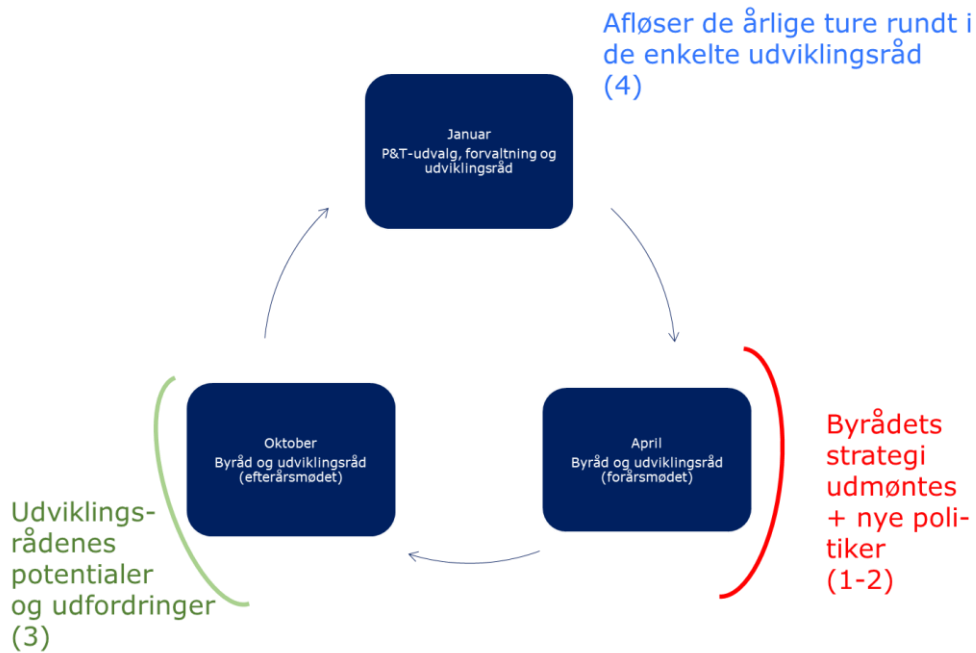 Afløser de årlige ture rundt i
de enkelte udviklingsråd
(4)
Januar
P&T-udvalg, forvaltning og
udviklingsråd
Oktober
Byråd og udviklingsråd
(efterårsmødet)
April
Byråd og udviklingsråd
(forårsmødet)
Byrådets
strategi
udmøntes
+ nye poli-
tiker
(1-2)
Udviklings-
rådenes
potentialer
og udfordringer
(3)